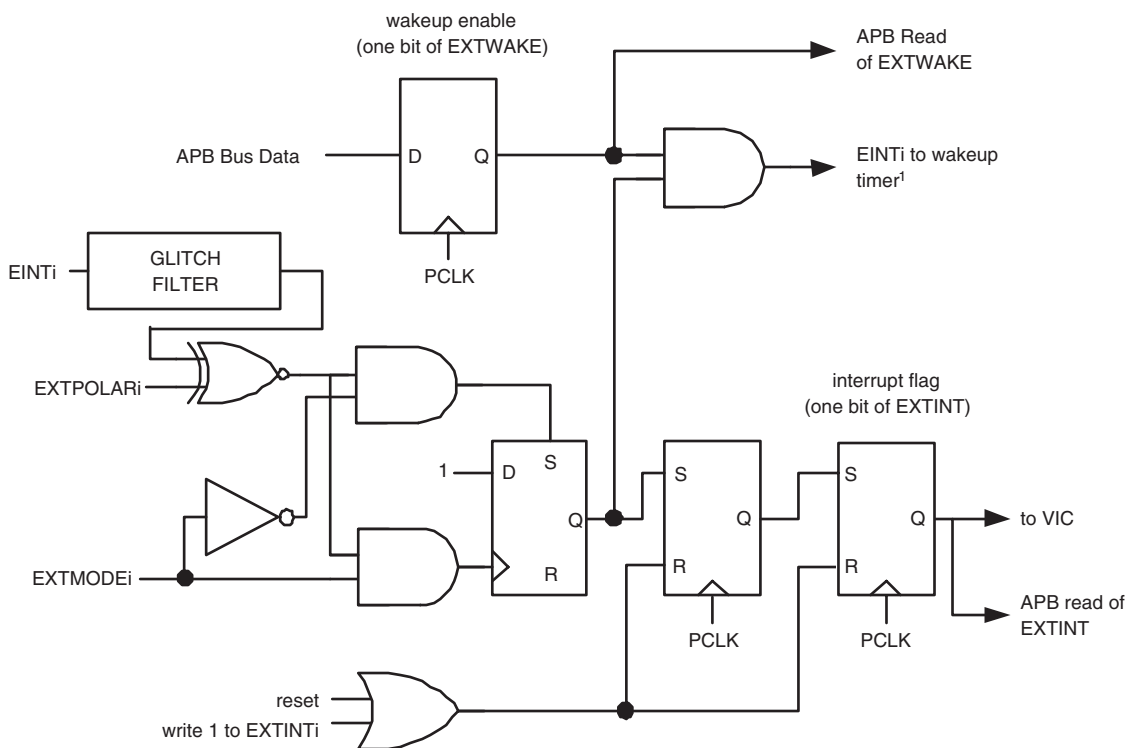 wakeup enable
(one bit of EXTWAKE)
APB Read
of EXTWAKE
APB Bus Data
D
Q
EINTi to wakeup
timer1
PCLK
EINTi
GLITCH
FILTER
EXTPOLARi
interrupt flag
(one bit of EXTINT)
1
D
S
Q
R
S
Q
R
PCLK
S
Q
R
PCLK
to VIC
EXTMODEi
APB read of
EXTINT
reset
write 1 to EXTINTi